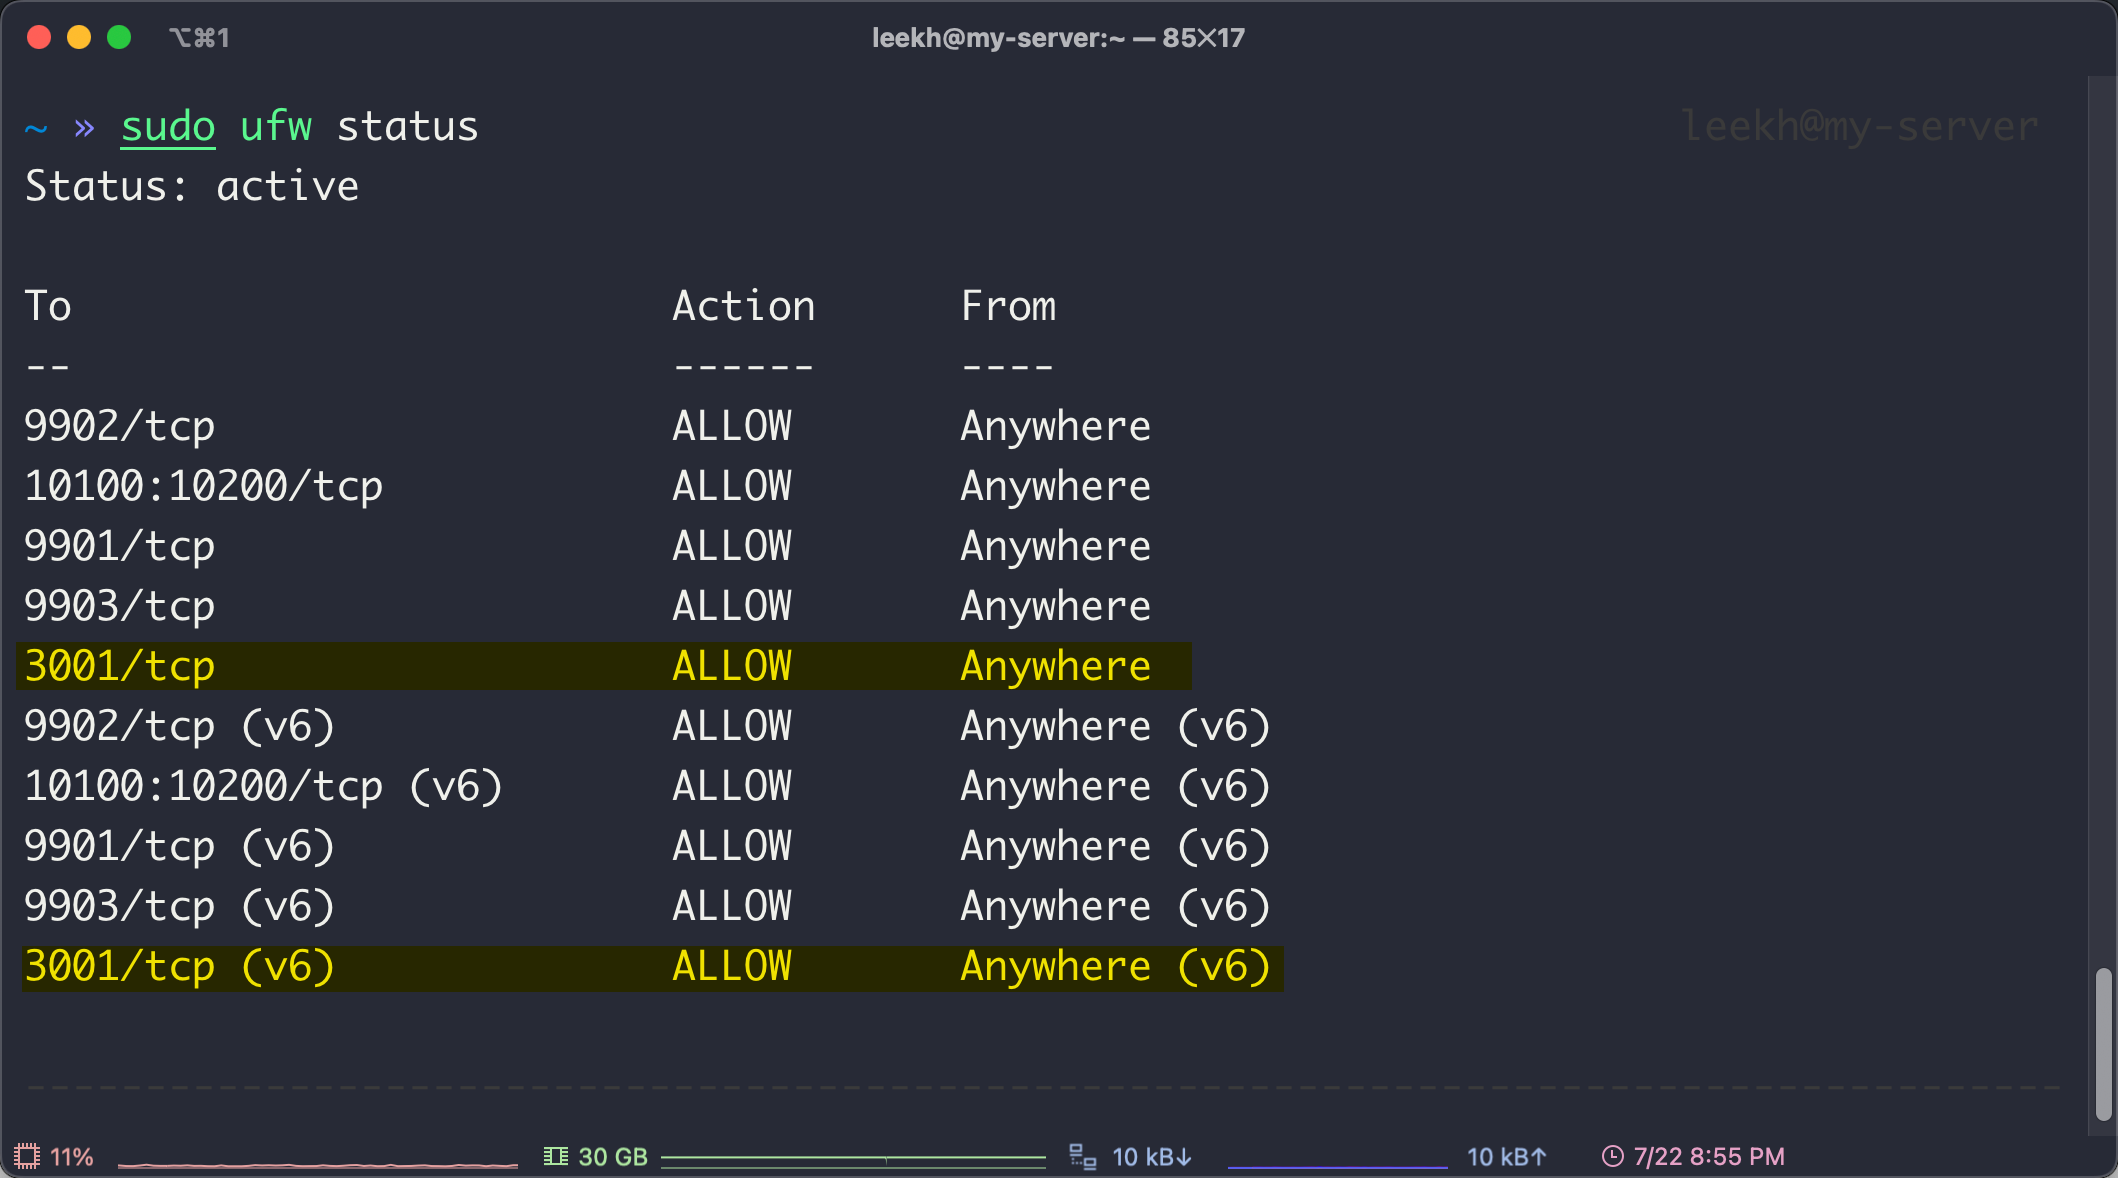 ⌥⌘1 leekh@my-server:~ — 85✕17
~ » sudo ufw status leekh@my-server
Status: active
To Action From
-- ------ ----
9902/tcp ALLOW Anywhere
10100:10200/tcp ALLOW Anywhere
9901/tcp ALLOW Anywhere
9903/tcp ALLOW Anywhere
3001/tcp ALLOW Anywhere
9902/tcp (v6) ALLOW Anywhere (v6)
10100:10200/tcp (v6) ALLOW Anywhere (v6)
9901/tcp (v6) ALLOW Anywhere (v6)
9903/tcp (v6) ALLOW Anywhere (v6)
3001/tcp (v6) ALLOW Anywhere (v6)
11% 30 GB 10 kB↓ 10 kB↑ 7/22 8:55 PM